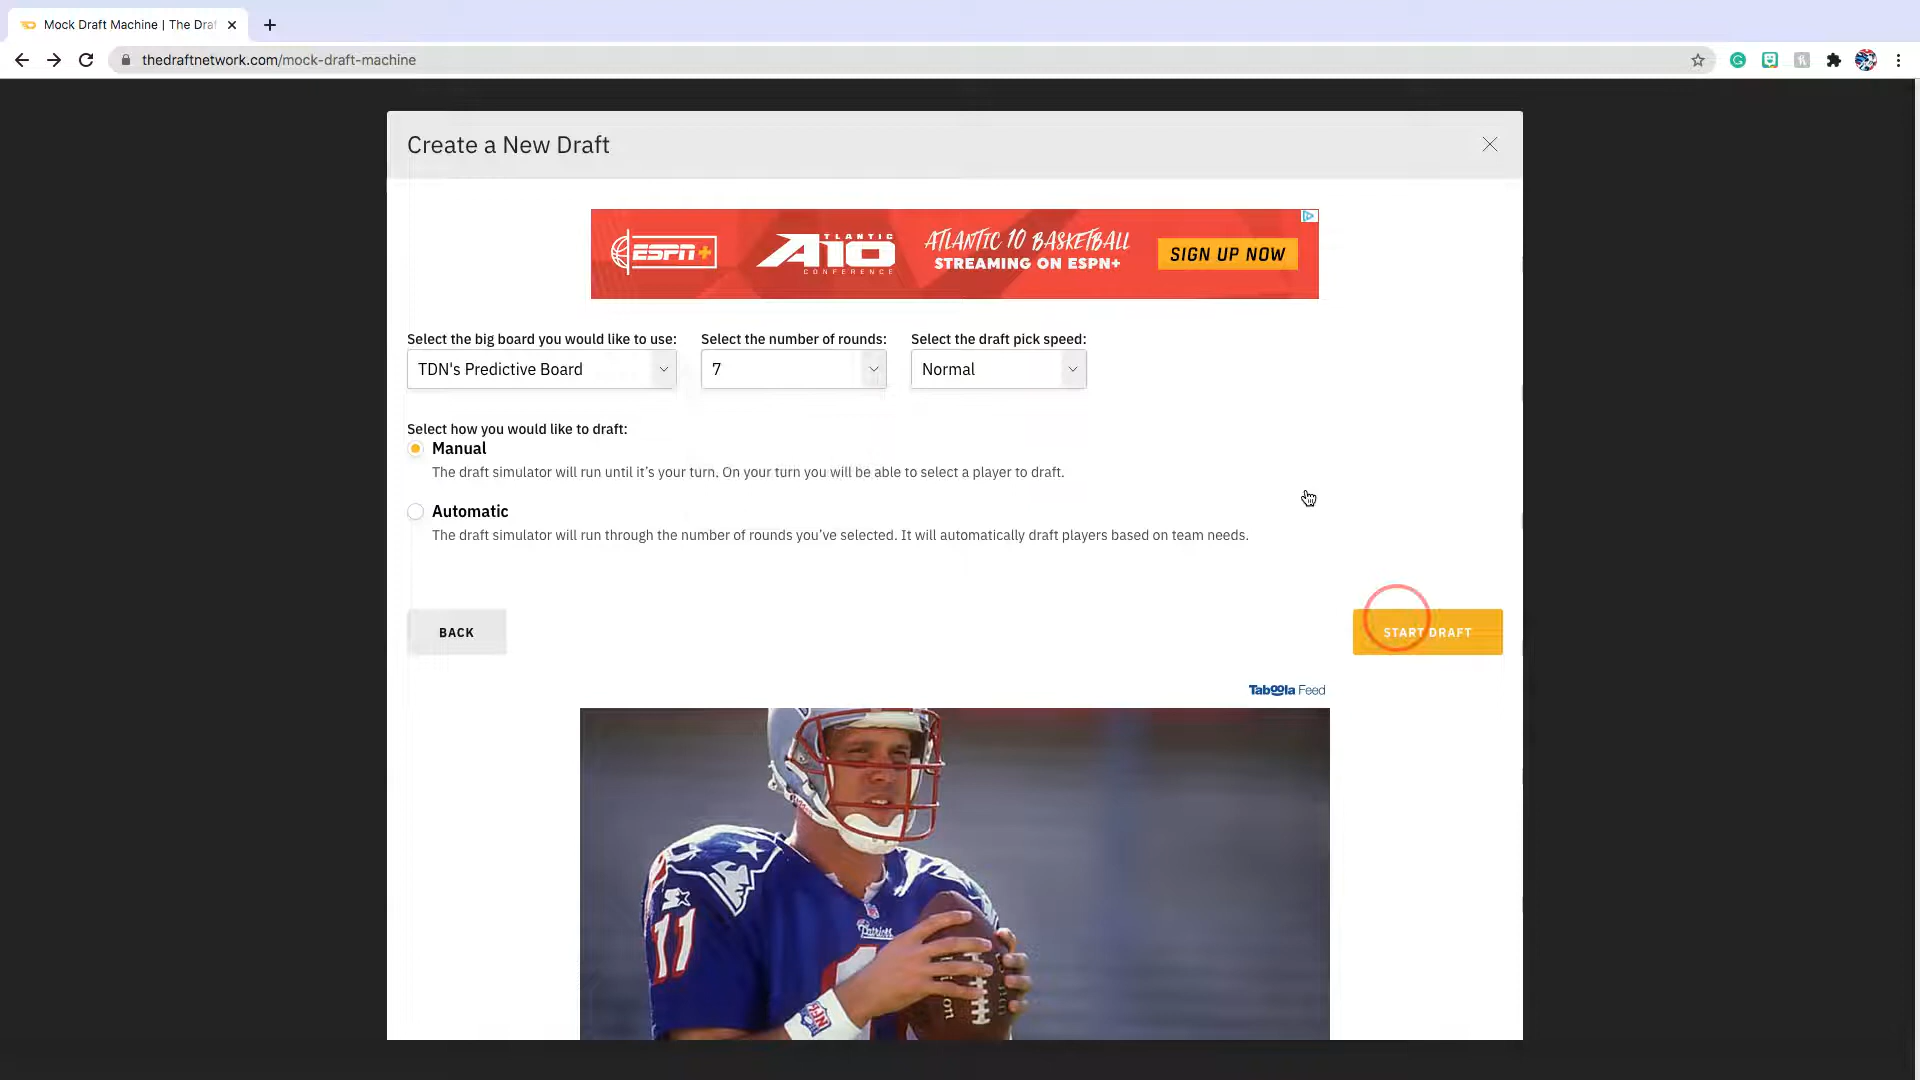 Mock Draft Machine | The Dra
thedraftnetwork.com/mock-draft-machine
Create a New Draft
ESPN+
ATLANTIC
A10
CONFERENCE
ATLANTIC 10 BASKETBALL
STREAMING ON ESPN+
SIGN UP NOW
Select the big board you would like to use:
Select the number of rounds:
Select the draft pick speed:
TDN's Predictive Board
7
Normal
Select how you would like to draft:
Manual
The draft simulator will run until it’s your turn. On your turn you will be able to select a player to draft.
Automatic
The draft simulator will run through the number of rounds you’ve selected. It will automatically draft players based on team needs.
BACK
START DRAFT
Taboola Feed
11
Patriots
NFL